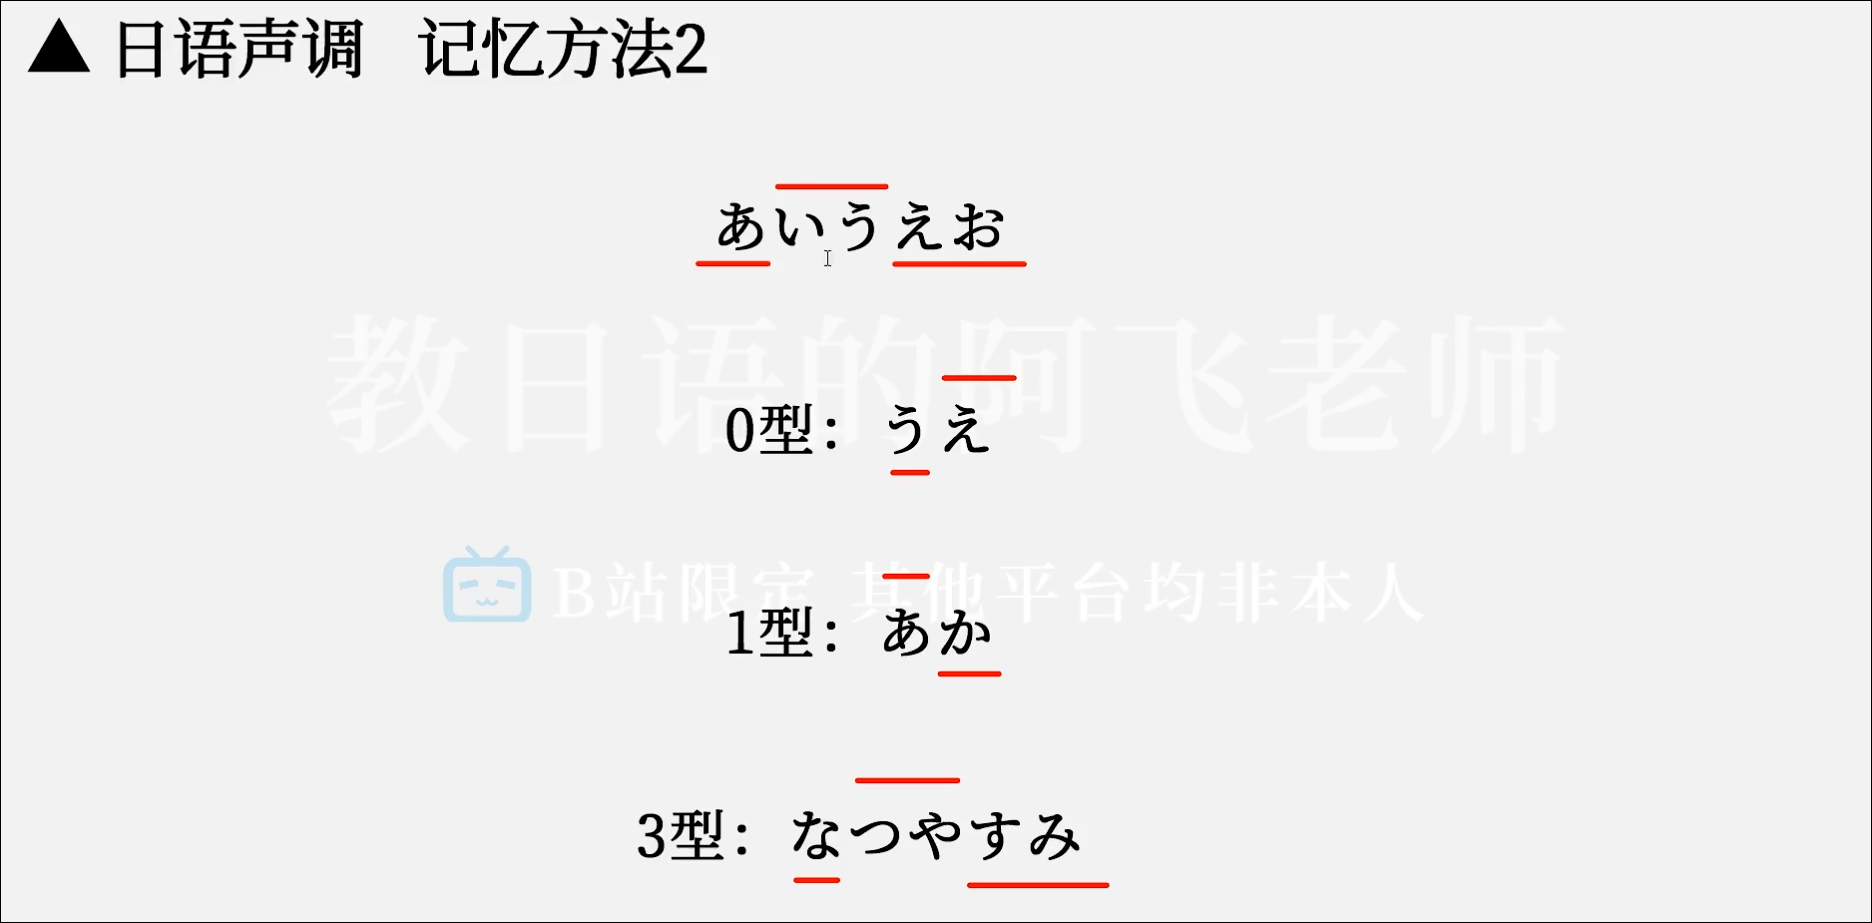 ▲ 日语声调 记忆方法2
あいうえお
教日语的阿飞老师
0型：うえ
B站限定 其他平台均非本人
1型：あか
3型：なつやすみ